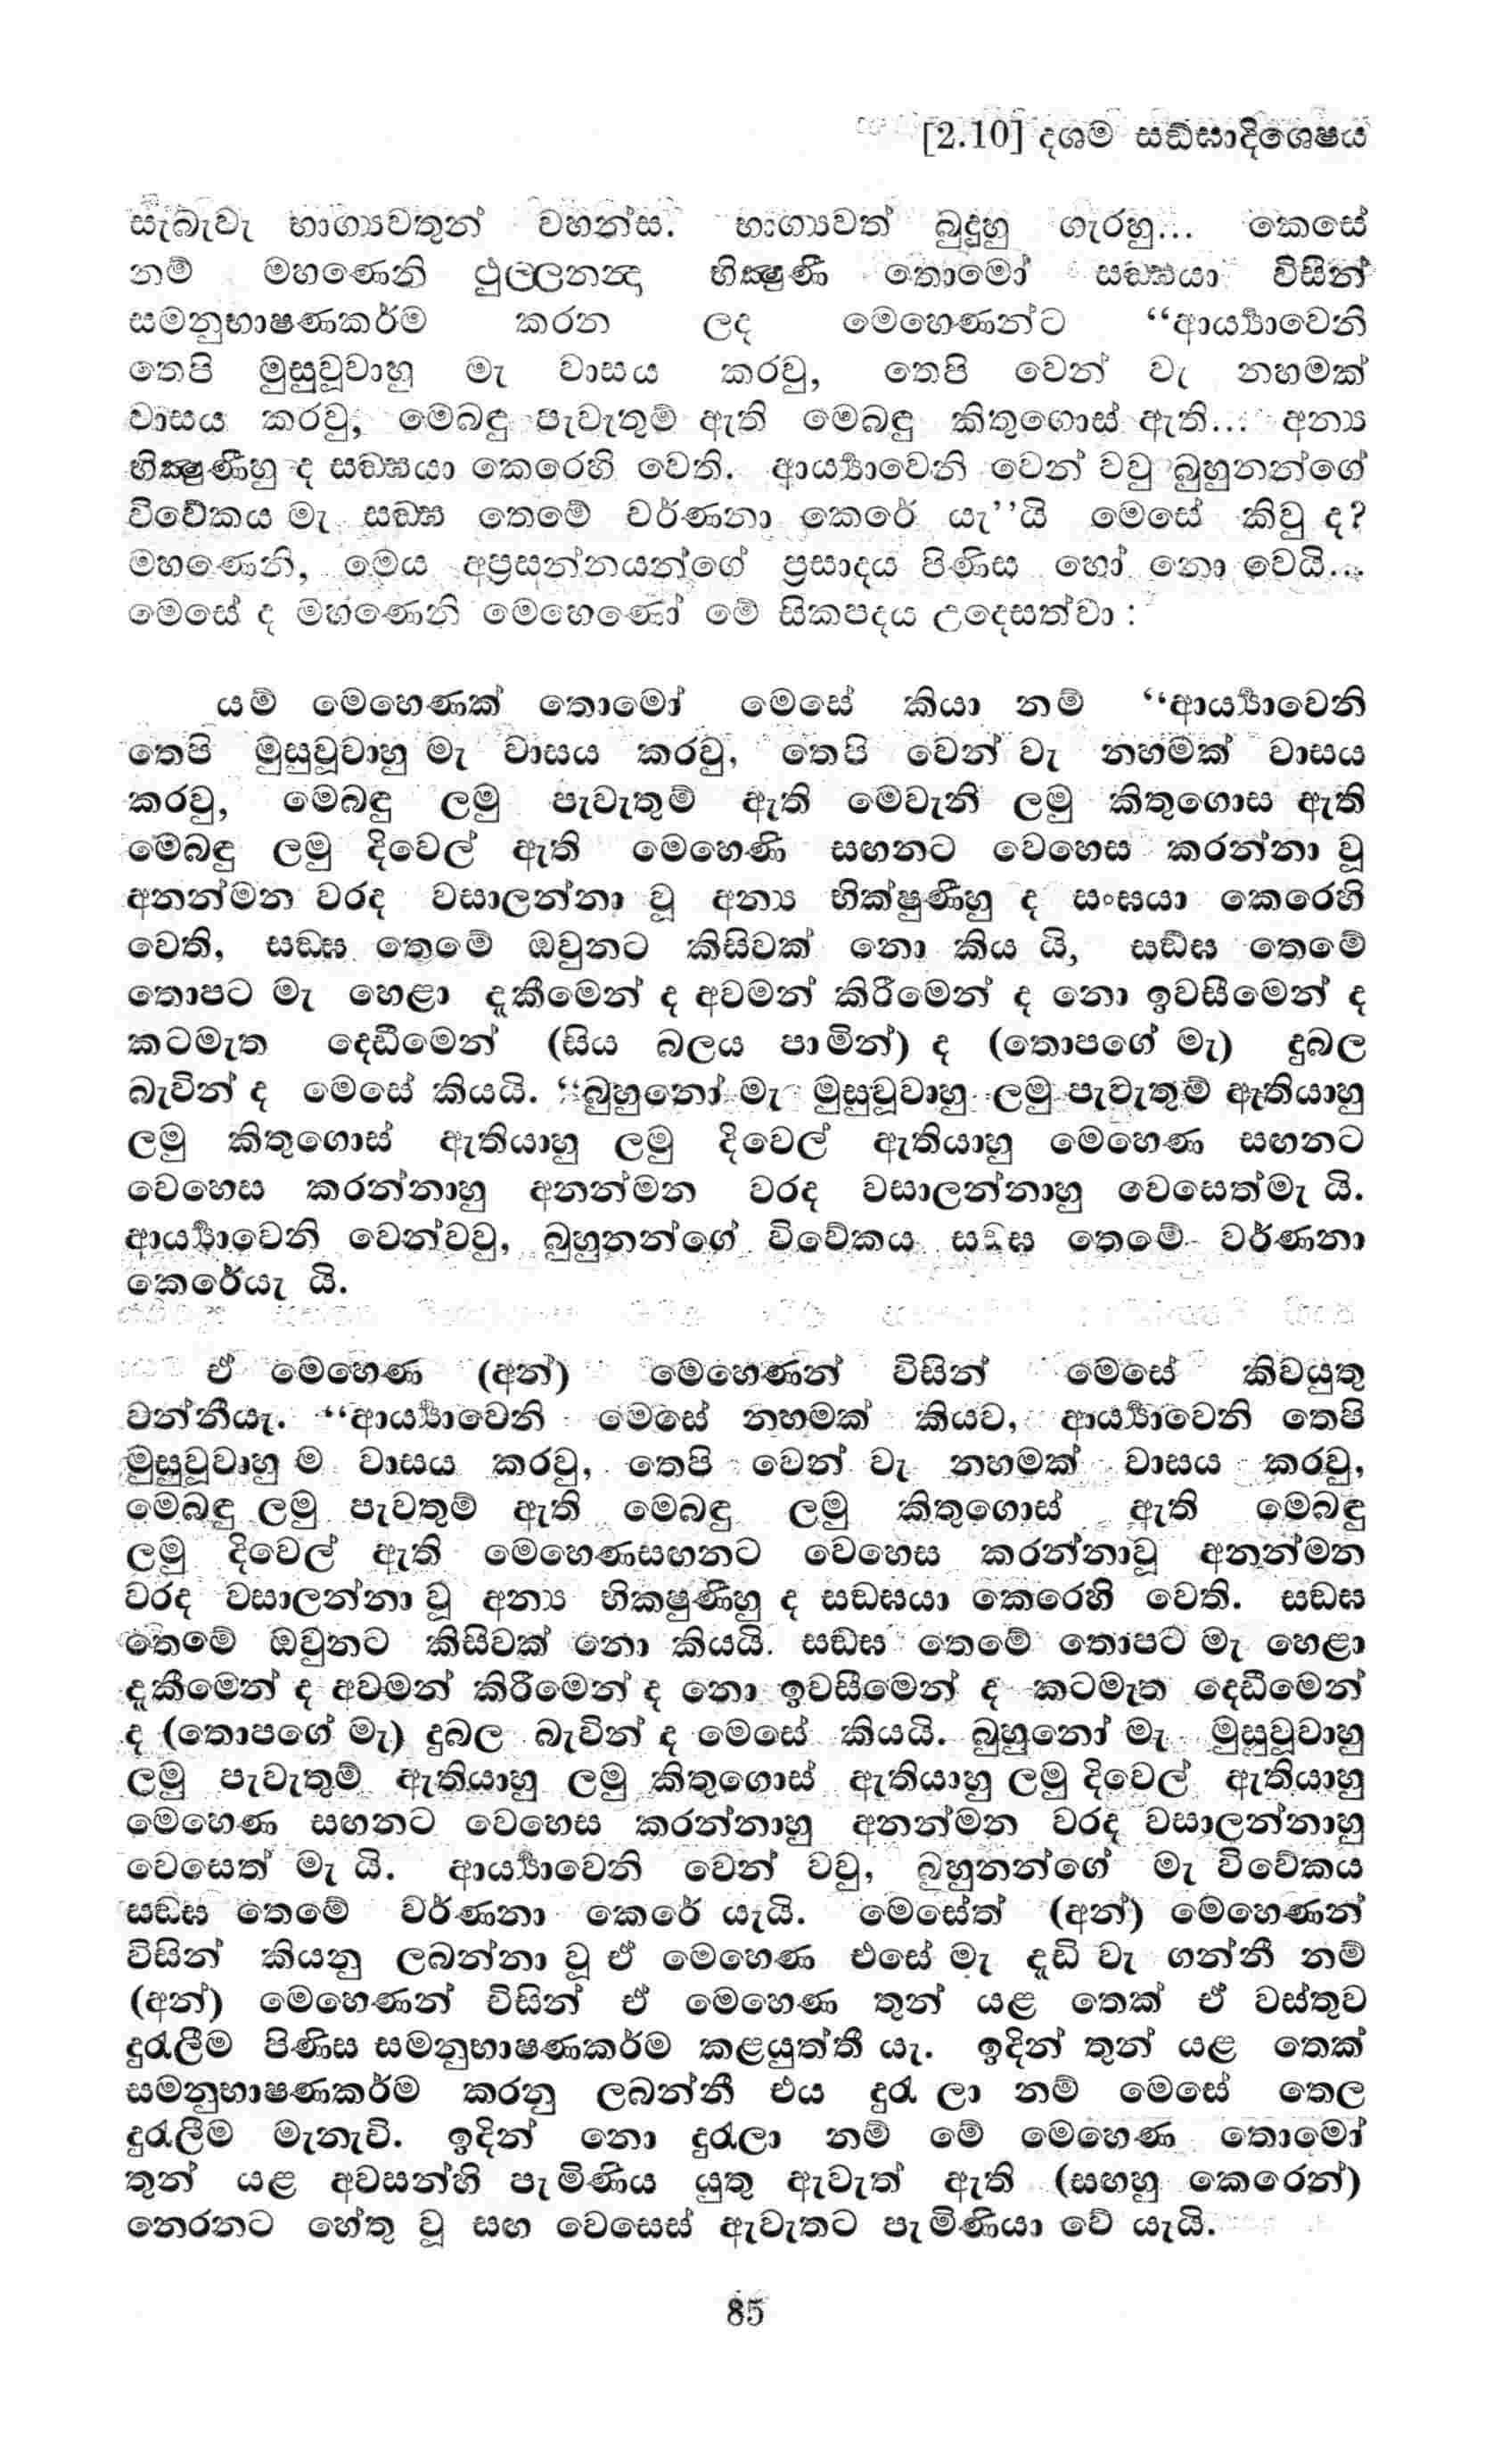 [2.10] දශම සඞ්ඝාදිශෙෂය
සැබැවැ භාග්‍යවතුන් වහන්ස. භාග්‍යවත් බුදුහු ගැරහු... කෙසේ
නම් මහණෙනි ථුල්ලනන්‍දා භික්‍ෂුණී තොමෝ සඞ්ඝයා විසින්
සමනුභාෂණකර්ම කරන ලද මෙහෙණන්ට “ආර්‍ය්‍යාවෙනි
තෙපි මුසුවූවාහු මැ වාසය කරවු, තෙපි වෙන් වැ නහමක්
වාසය කරවු, මෙබඳු පැවැතුම් ඇති මෙබඳු කිතුගොස් ඇති... අන්‍ය
භික්‍ෂුණීහු ද සඞ්ඝයා කෙරෙහි වෙති. ආර්‍ය්‍යාවෙනි වෙන් වවු බුහුනන්ගේ
විවේකය මැ සඞ්ඝ තෙමේ වර්ණනා කෙරේ යැ”යි මෙසේ කිවු ද?
මහණෙනි, මෙය අප්‍රසන්නයන්ගේ ප්‍රසාදය පිණිස හෝ නො වෙයි...
මෙසේ ද මහණෙනි මෙහෙණෝ මේ සිකපදය උදෙසත්වා :
යම් මෙහෙණක් තොමෝ මෙසේ කියා නම් “ආර්‍ය්‍යාවෙනි
තෙපි මුසුවූවාහු මැ වාසය කරවු, තෙපි වෙන් වැ නහමක් වාසය
කරවු, මෙබඳු ලමු පැවැතුම් ඇති මෙවැනි ලමු කිතුගොස ඇති
මෙබඳු ලමු දිවෙල් ඇති මෙහෙණි සඟනට වෙහෙස කරන්නා වූ
අනන්මන වරද වසාලන්නා වූ අන්‍ය භික්ෂුණීහු ද සංඝයා කෙරෙහි
වෙති, සඞ්ඝ තෙමේ ඔවුනට කිසිවක් නො කිය යි, සඞ්ඝ තෙමේ
තොපට මැ හෙළා දැකීමෙන් ද අවමන් කිරීමෙන් ද නො ඉවසීමෙන් ද
කටමැත දෙඩීමෙන් (සිය බලය පාමින්) ද (තොපගේ මැ) දුබල
බැවින් ද මෙසේ කියයි. “බුහුනෝ මැ මුසුවූවාහු ලමු පැවැතුම් ඇතියාහු
ලමු කිතුගොස් ඇතියාහු ලමු දිවෙල් ඇතියාහු මෙහෙණ සඟනට
වෙහෙස කරන්නාහු අනන්මන වරද වසාලන්නාහු වෙසෙත්මැ යි.
ආර්‍ය්‍යාවෙනි වෙන්වවු, බුහුනන්ගේ විවේකය සඞ්ඝ තෙමේ වර්ණනා
කෙරේයැ යි.
ඒ මෙහෙණ (අන්) මෙහෙණන් විසින් මෙසේ කිවයුතු
වන්නීයැ. “ආර්‍ය්‍යාවෙනි මෙසේ නහමක් කියව, ආර්‍ය්‍යාවෙනි තෙපි
මුසුවූවාහු ම වාසය කරවු, තෙපි වෙන් වැ නහමක් වාසය කරවු,
මෙබඳු ලමු පැවතුම් ඇති මෙබඳු ලමු කිතුගොස් ඇති මෙබඳු
ලමු දිවෙල් ඇති මෙහෙණසඟනට වෙහෙස කරන්නාවූ අනන්මන
වරද වසාලන්නා වූ අන්‍ය භික්ෂුණීහු ද සඞ්ඝයා කෙරෙහි වෙති. සඞ්ඝ
තෙමේ ඔවුනට කිසිවක් නො කියයි. සඞ්ඝ තෙමේ තොපට මැ හෙළා
දැකීමෙන් ද අවමන් කිරීමෙන් ද නො ඉවසීමෙන් ද කටමැත දෙඩීමෙන්
ද (තොපගේ මැ) දුබල බැවින් ද මෙසේ කියයි. බුහුනෝ මැ මුසුවූවාහු
ලමු පැවැතුම් ඇතියාහු ලමු කිතුගොස් ඇතියාහු ලමු දිවෙල් ඇතියාහු
මෙහෙණ සඟනට වෙහෙස කරන්නාහු අනන්මන වරද වසාලන්නාහු
වෙසෙත් මැ යි. ආර්‍ය්‍යාවෙනි වෙන් වවු, බුහුනන්ගේ මැ විවේකය
සඞ්ඝ තෙමේ වර්ණනා කෙරේ යැයි. මෙසේත් (අන්) මෙහෙණන්
විසින් කියනු ලබන්නා වූ ඒ මෙහෙණ එසේ මැ දැඩි වැ ගන්නී නම්
(අන්) මෙහෙණන් විසින් ඒ මෙහෙණ තුන් යළ තෙක් ඒ වස්තුව
දුරැලීම පිණිස සමනුභාෂණකර්ම කළයුත්තී යැ. ඉදින් තුන් යළ තෙක්
සමනුභාෂණකර්ම කරනු ලබන්නී එය දුරැ ලා නම් මෙසේ තෙල
දුරැලීම මැනැවි. ඉදින් නො දුරැලා නම් මේ මෙහෙණ තොමෝ
තුන් යළ අවසන්හි පැමිණිය යුතු ඇවැත් ඇති (සඟහු කෙරෙන්)
නෙරනට හේතු වූ සඟ වෙසෙස් ඇවැතට පැමිණියා වේ යැයි.
85